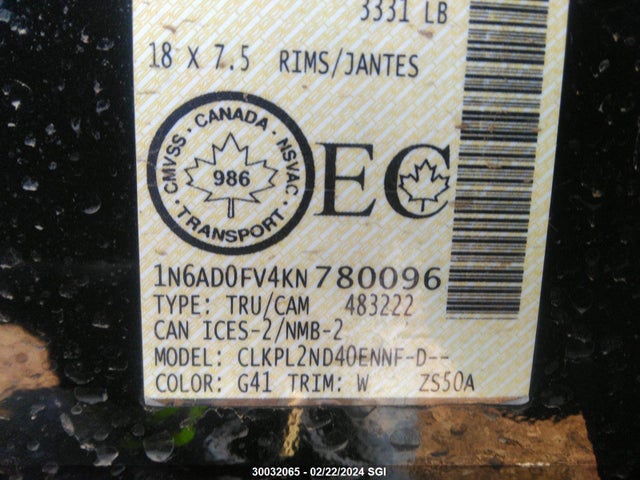 3331 LB
18 X 7.5 RIMS/JANTES
CMVSS · CANADA · NSVAC · TRANSPORT ·
986
EC
1N6AD0FV4KN780096
TYPE: TRU/CAM 483222
CAN ICES-2/NMB-2
MODEL: CLKPL2ND40ENNF-D--
COLOR: G41 TRIM: W ZS50A
30032065 - 02/22/2024 SGI